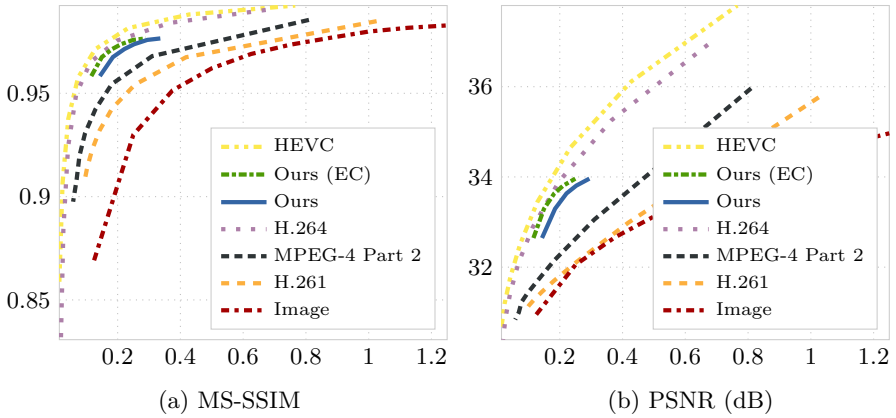 0.95
0.9
0.85
HEVC
Ours (EC)
Ours
H.264
MPEG-4 Part 2
H.261
Image
0.2 0.4 0.6 0.8 1 1.2
(a) MS-SSIM
36
34
32
HEVC
Ours (EC)
Ours
H.264
MPEG-4 Part 2
H.261
Image
0.2 0.4 0.6 0.8 1 1.2
(b) PSNR (dB)